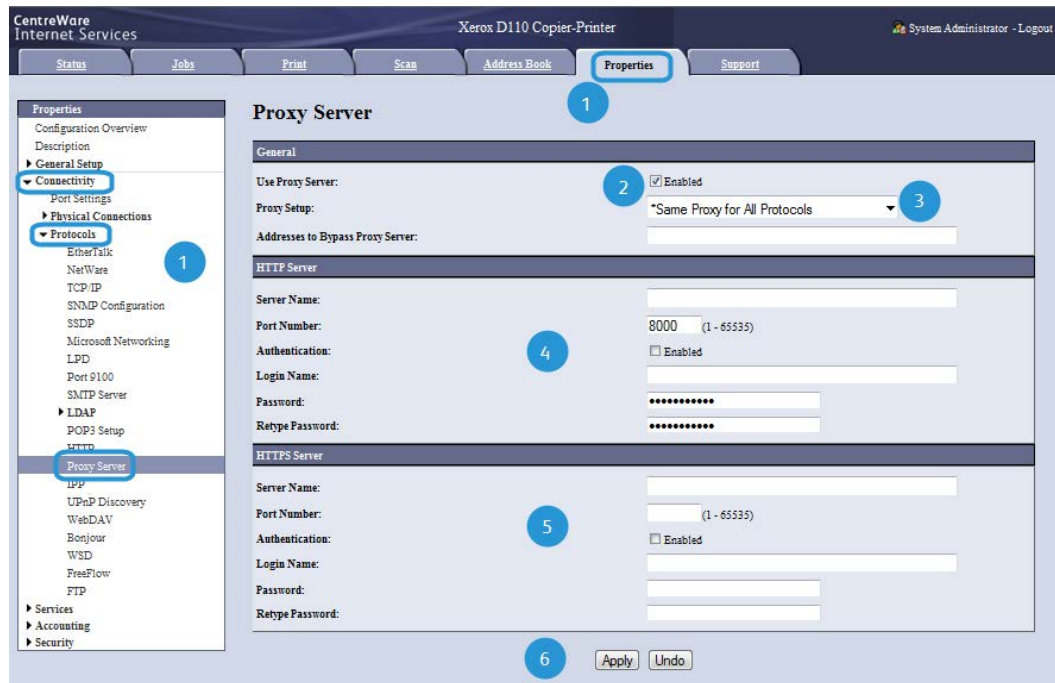 CentreWare
Internet Services
Xerox D110 Copier-Printer
System Administrator - Logout
Status
Jobs
Print
Scan
Address Book
Properties
Support
1
Properties
Configuration Overview
Description
General Setup
Connectivity
Port Settings
Physical Connections
Protocols
1
EtherTalk
NetWare
TCP/IP
SNMP Configuration
SSDP
Microsoft Networking
LPD
Port 9100
SMTP Server
LDAP
POP3 Setup
HTTP
Proxy Server
IPP
UPnP Discovery
WebDAV
Bonjour
WSD
FreeFlow
FTP
Services
Accounting
Security
Proxy Server
General
Use Proxy Server: 2 Enabled
Proxy Setup: *Same Proxy for All Protocols 3
Addresses to Bypass Proxy Server:
HTTP Server
Server Name:
Port Number: 8000 (1 - 65535)
Authentication: 4 Enabled
Login Name:
Password: •••••••••••
Retype Password: •••••••••••
HTTPS Server
Server Name:
Port Number: (1 - 65535)
5
Authentication: Enabled
Login Name:
Password:
Retype Password:
6 Apply Undo